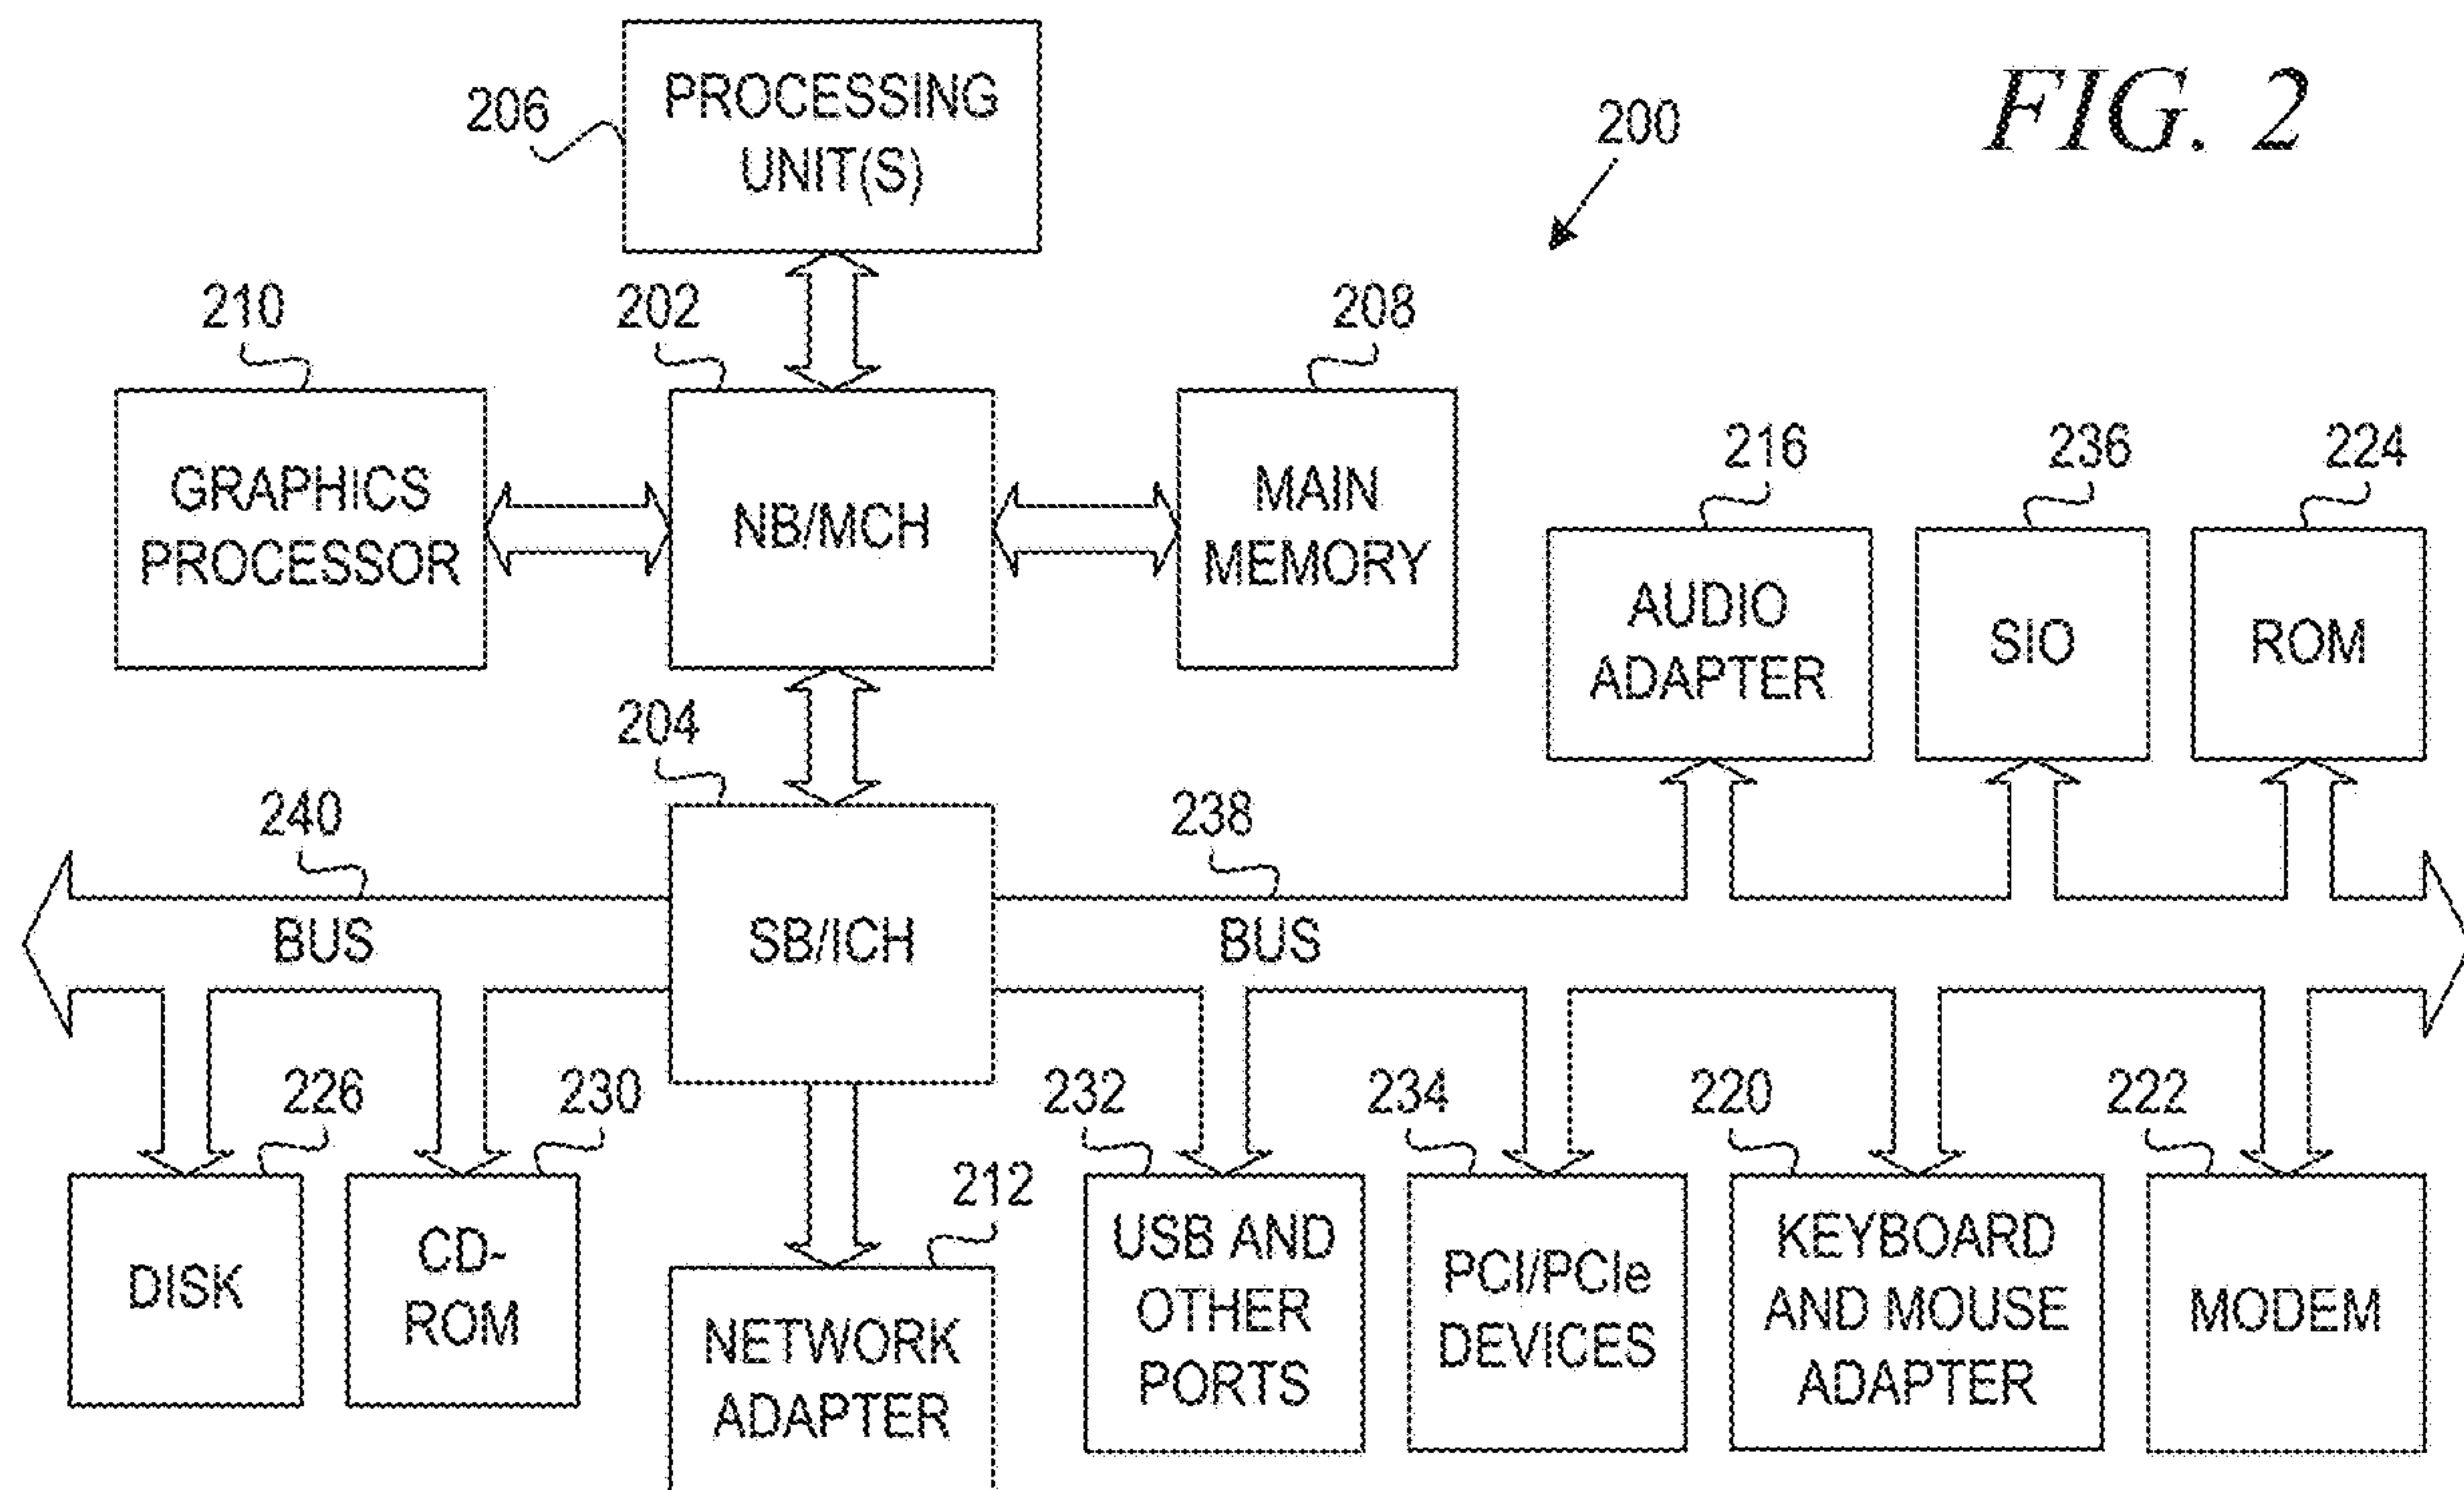 FIG. 2
200
206
PROCESSING
UNIT(S)
210
202
208
GRAPHICS
PROCESSOR
NB/MCH
MAIN
MEMORY
216
236
224
AUDIO
ADAPTER
SIO
ROM
204
240
238
BUS
SB/ICH
BUS
226
230
212
232
234
220
222
DISK
CD-
ROM
NETWORK
ADAPTER
USB AND
OTHER
PORTS
PCI/PCIe
DEVICES
KEYBOARD
AND MOUSE
ADAPTER
MODEM